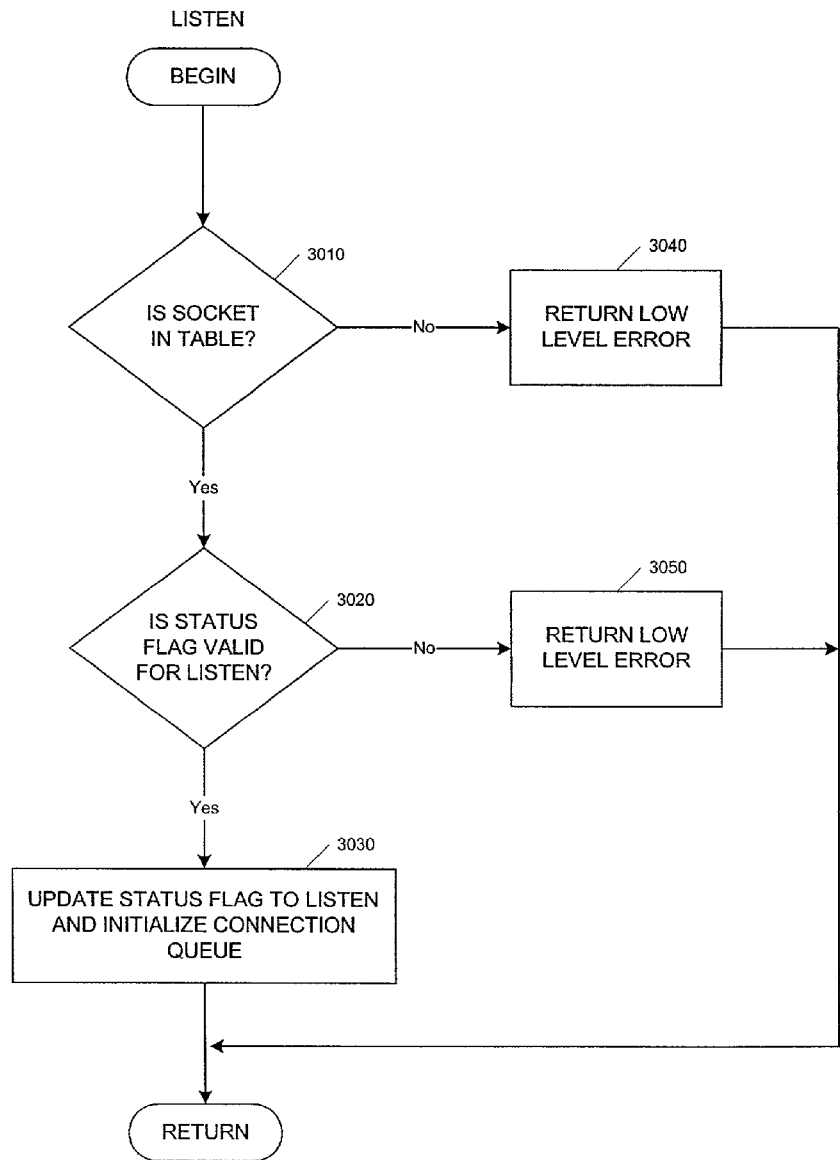 LISTEN
BEGIN
3010
IS SOCKET
IN TABLE?
No
3040
RETURN LOW
LEVEL ERROR
Yes
3020
IS STATUS
FLAG VALID
FOR LISTEN?
No
3050
RETURN LOW
LEVEL ERROR
Yes
3030
UPDATE STATUS FLAG TO LISTEN
AND INITIALIZE CONNECTION
QUEUE
RETURN